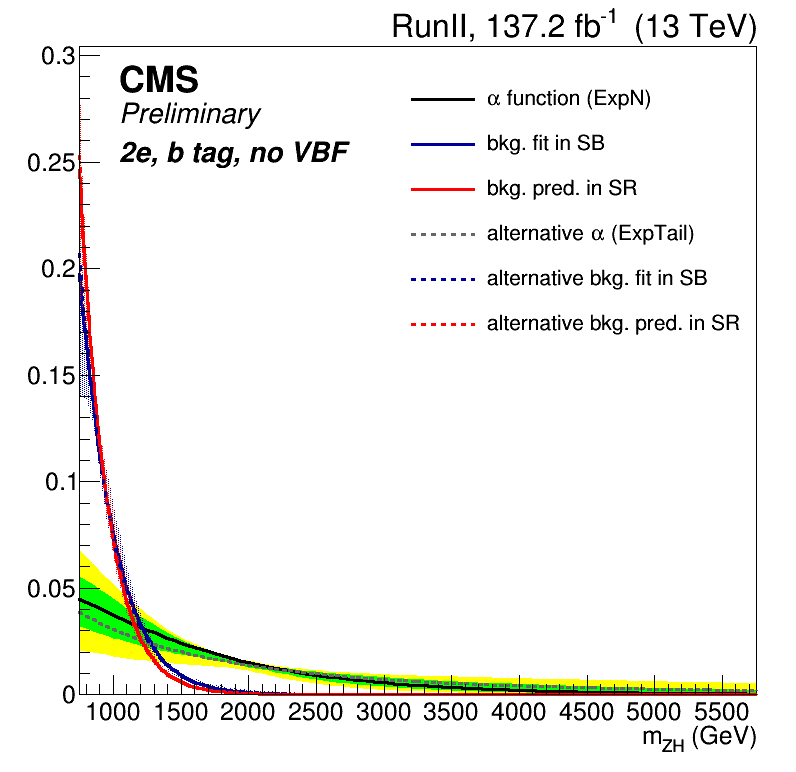 RunII, 137.2 fb-1 (13 TeV)
CMS
Preliminary
2e, b tag, no VBF
α function (ExpN)
bkg. fit in SB
bkg. pred. in SR
alternative α (ExpTail)
alternative bkg. fit in SB
alternative bkg. pred. in SR
0.3
0.25
0.2
0.15
0.1
0.05
0
1000 1500 2000 2500 3000 3500 4000 4500 5000 5500
mZH (GeV)